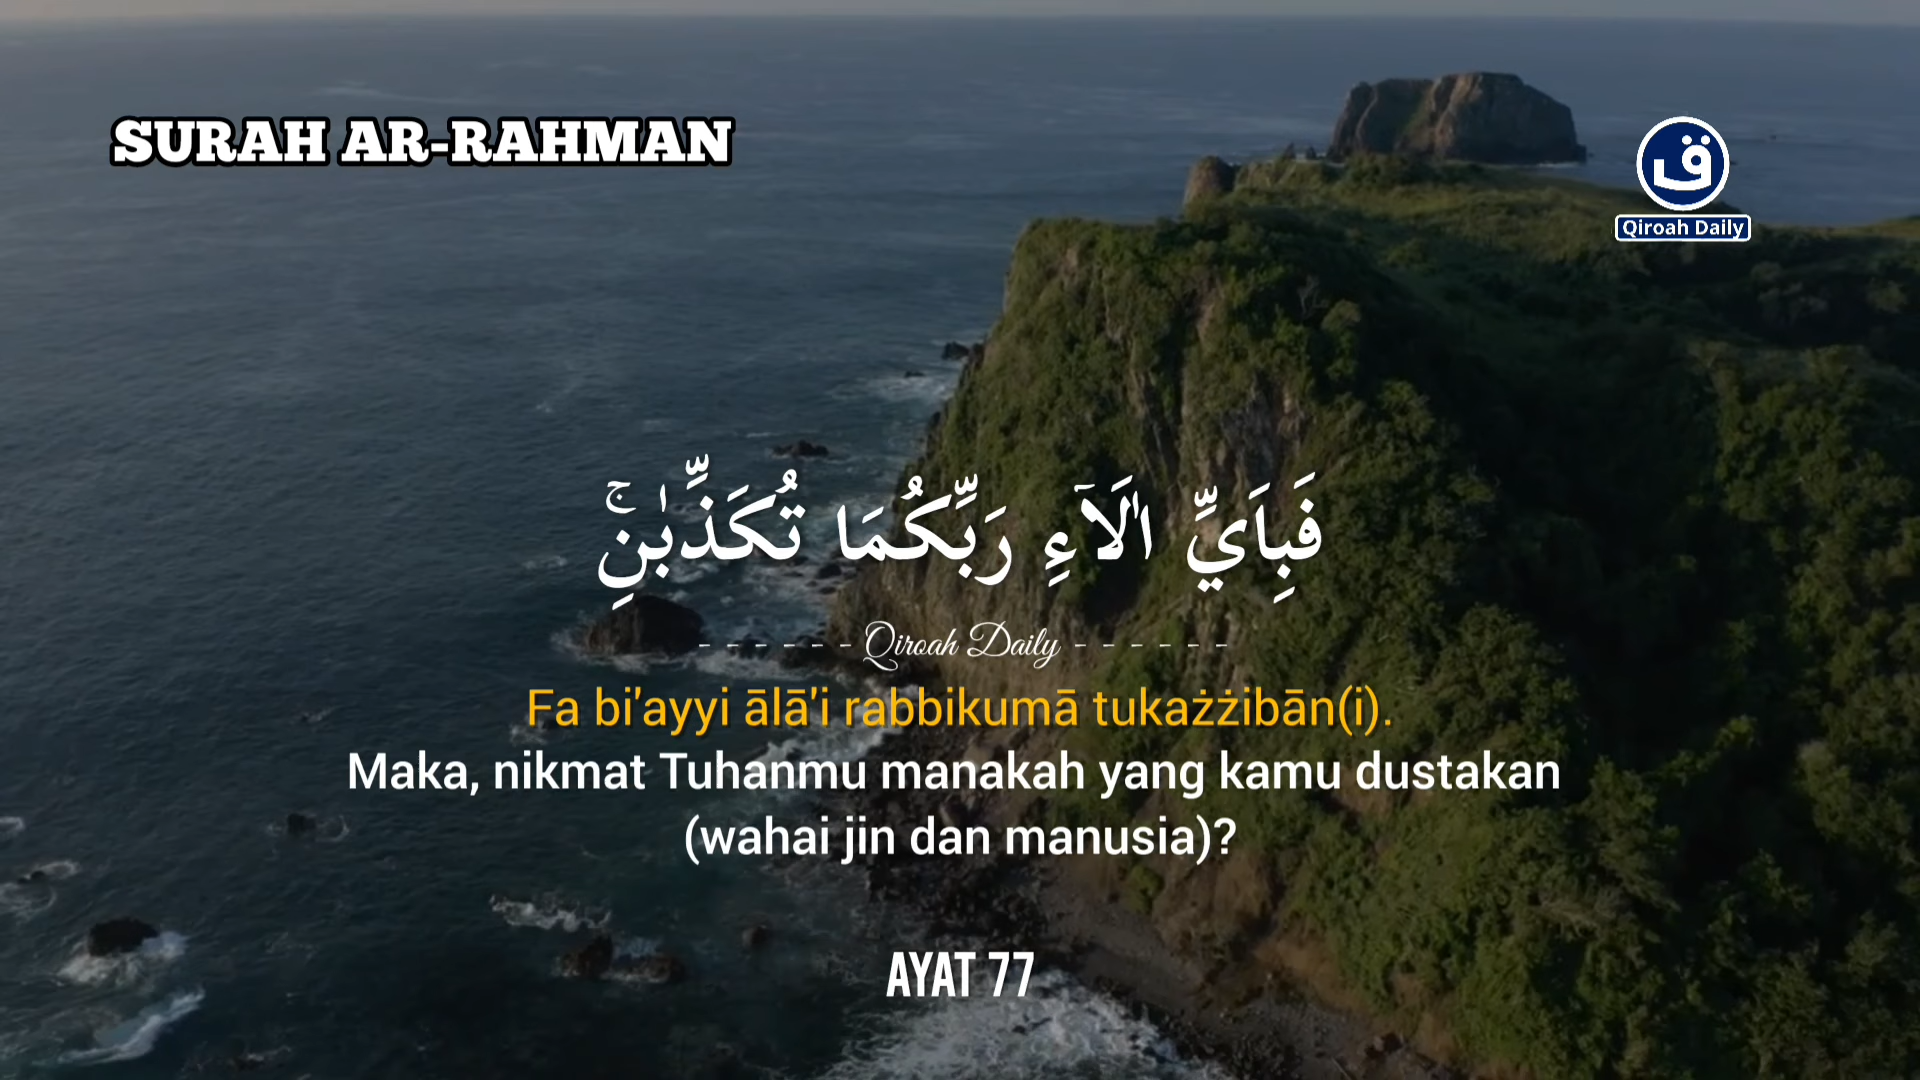 SURAH AR-RAHMAN
ق
Qiroah Daily
فَبِاَيِّ اٰلَاۤءِ رَبِّكُمَا تُكَذِّبٰنِۚ
- - - - - - Qiroah Daily - - - - - -
Fa bi'ayyi ālā'i rabbikumā tukażżibān(i).
Maka, nikmat Tuhanmu manakah yang kamu dustakan
(wahai jin dan manusia)?
AYAT 77